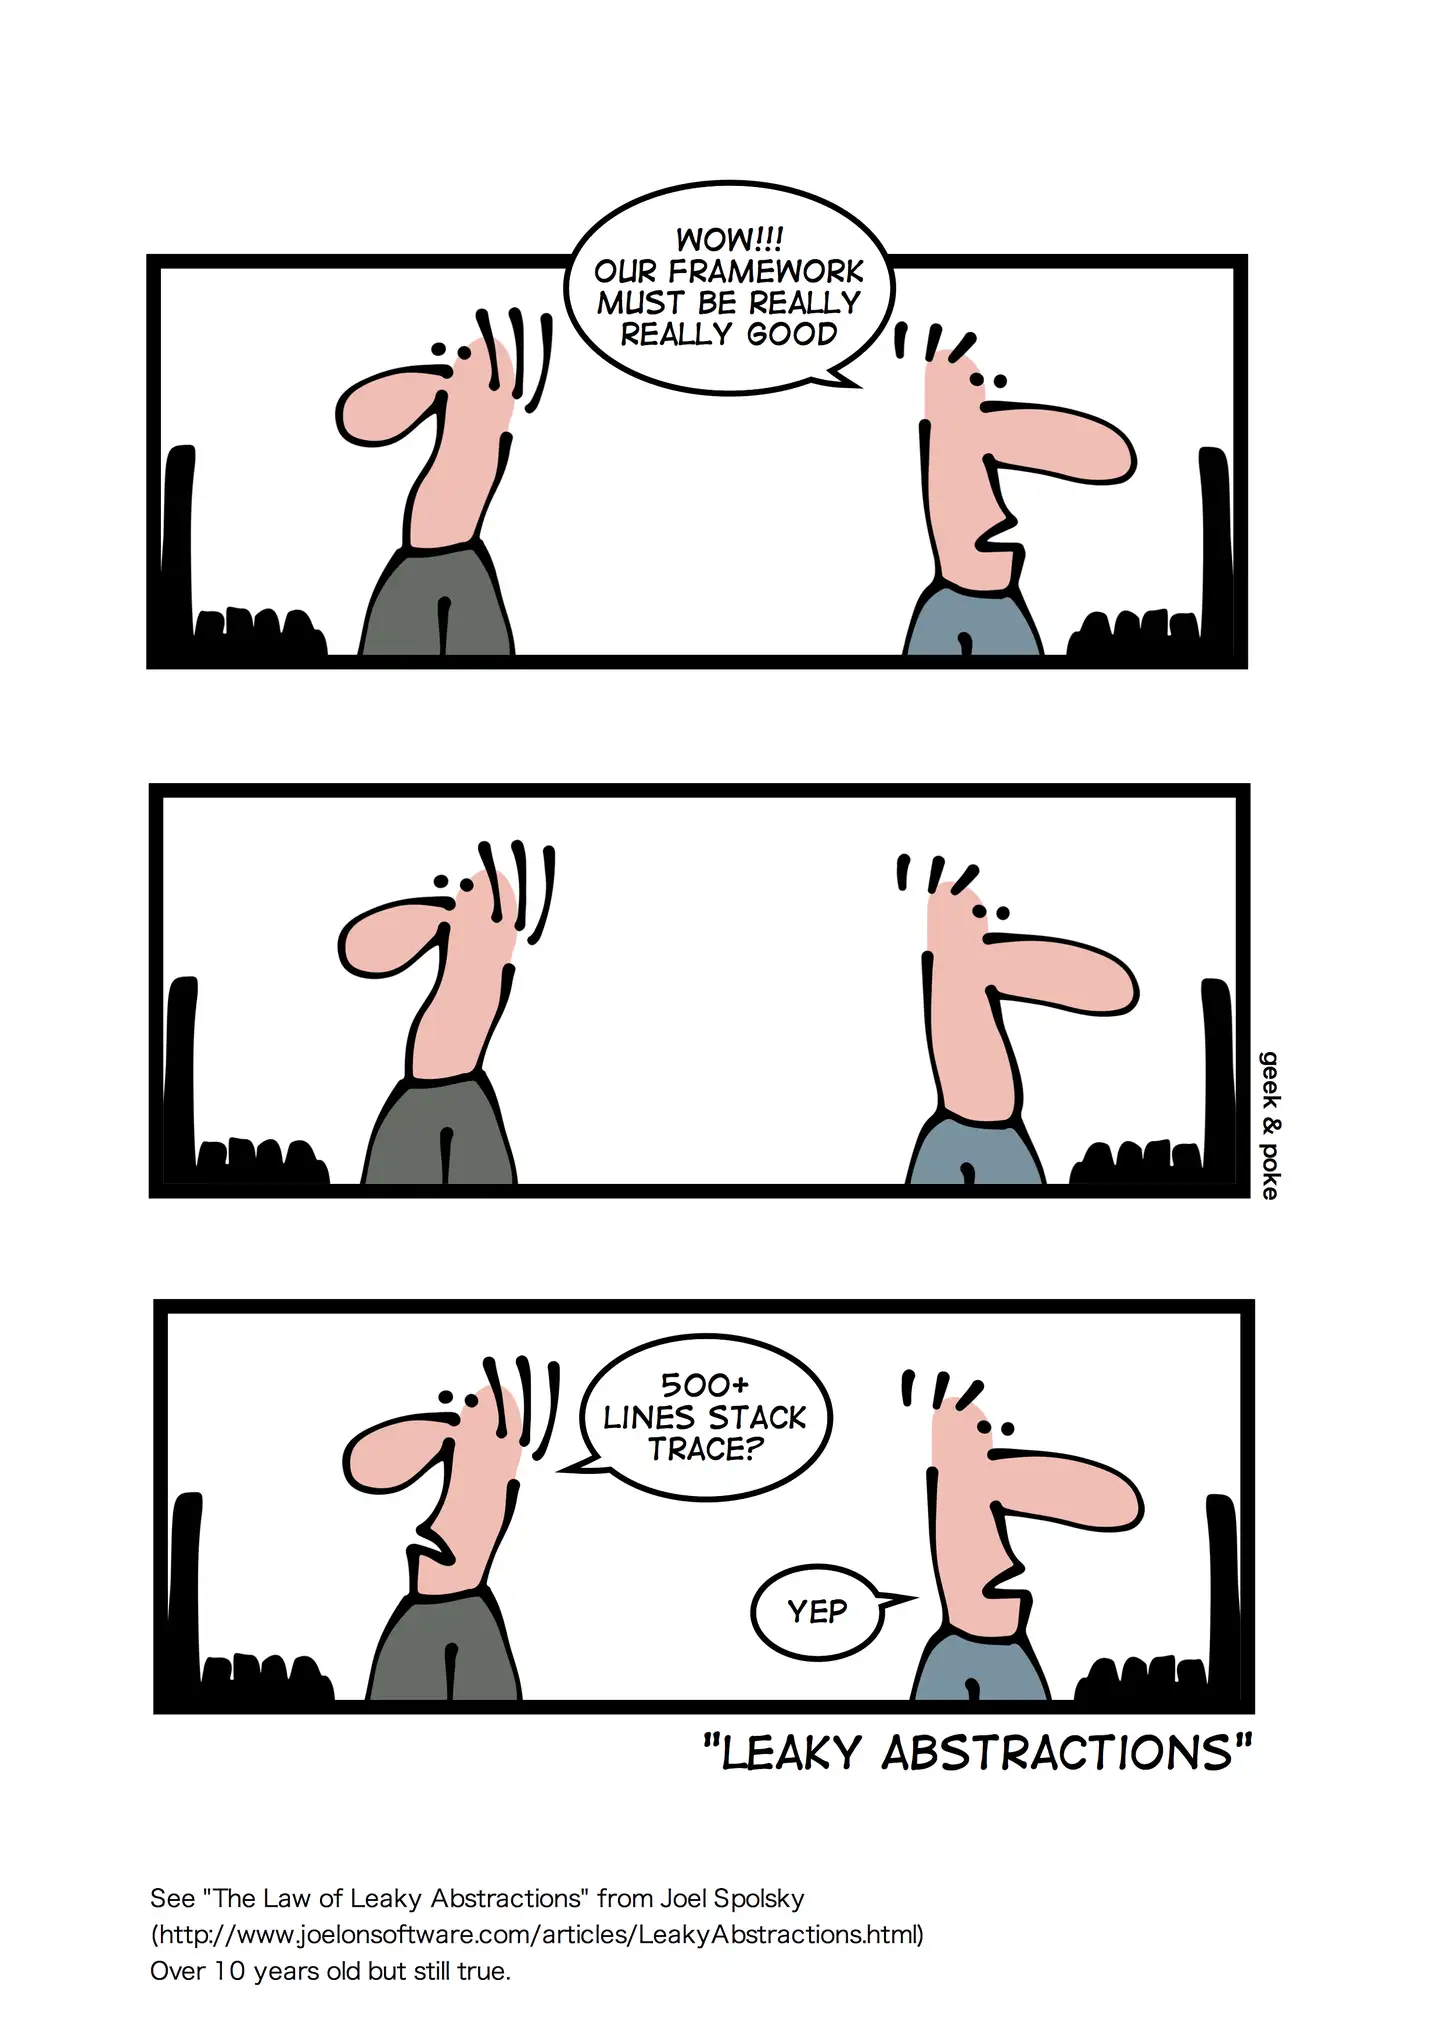 WOW!!!
OUR FRAMEWORK
MUST BE REALLY
REALLY GOOD
geek & poke
500+
LINES STACK
TRACE?
YEP
"LEAKY ABSTRACTIONS"
See "The Law of Leaky Abstractions" from Joel Spolsky
(http://www.joelonsoftware.com/articles/LeakyAbstractions.html)
Over 10 years old but still true.